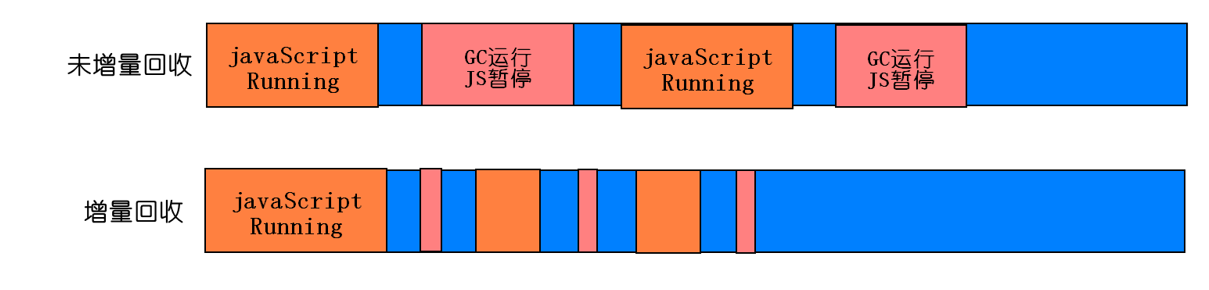 未增量回收
javaScript
Running
GC运行
JS暂停
javaScript
Running
GC运行
JS暂停
增量回收
javaScript
Running